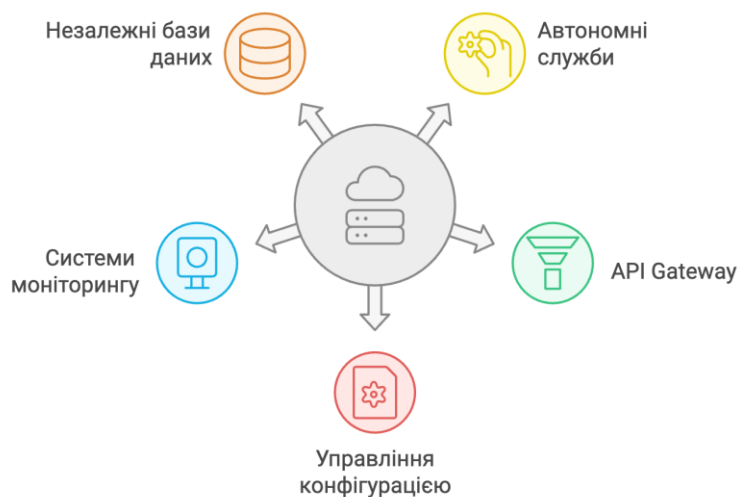 Незалежні бази
даних
Автономні
служби
Системи
моніторингу
API Gateway
Управління
конфігурацією